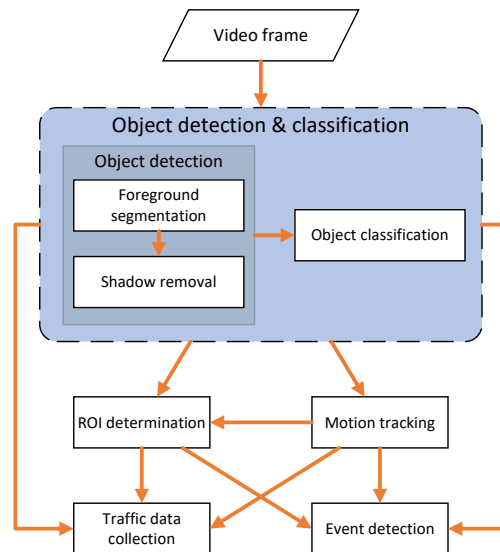 Video frame
Object detection & classification
Object detection
Foreground
segmentation
Object classification
Shadow removal
ROI determination
Motion tracking
Traffic data
collection
Event detection